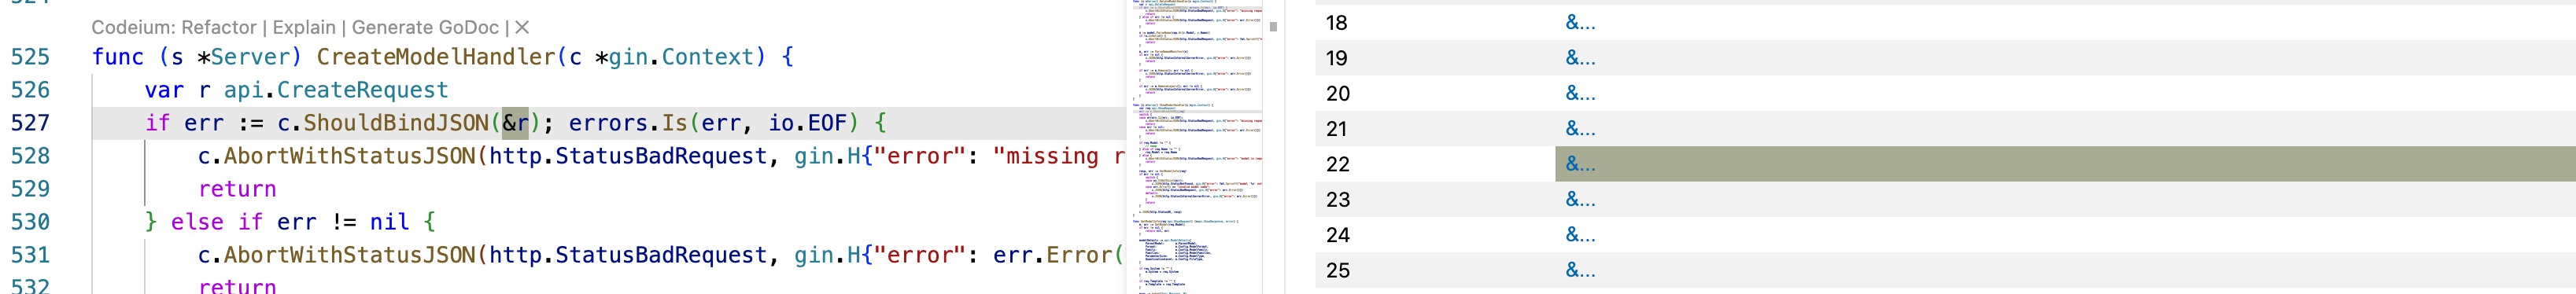 524
Codeium: Refactor | Explain | Generate GoDoc | ✕
525 func (s *Server) CreateModelHandler(c *gin.Context) {
526 var r api.CreateRequest
527 if err := c.ShouldBindJSON(&r); errors.Is(err, io.EOF) {
528 c.AbortWithStatusJSON(http.StatusBadRequest, gin.H{"error": "missing r
529 return
530 } else if err != nil {
531 c.AbortWithStatusJSON(http.StatusBadRequest, gin.H{"error": err.Error(
532 return
18 &...
19 &...
20 &...
21 &...
22 &...
23 &...
24 &...
25 &...